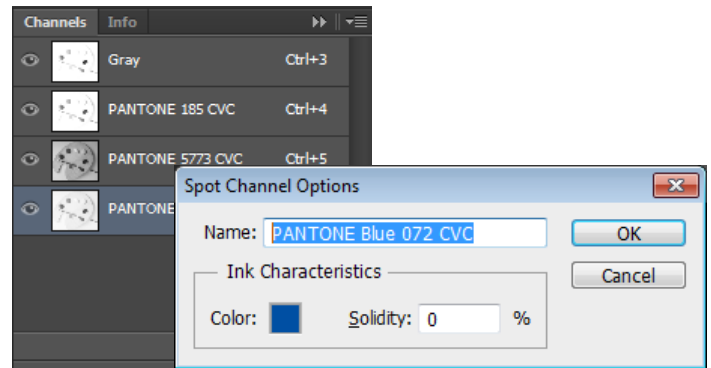 Channels Info
Gray Ctrl+3
PANTONE 185 CVC Ctrl+4
PANTONE 5773 CVC Ctrl+5
PANTONE
Spot Channel Options
Name: PANTONE Blue 072 CVC
OK
Ink Characteristics
Cancel
Color: Solidity: 0 %